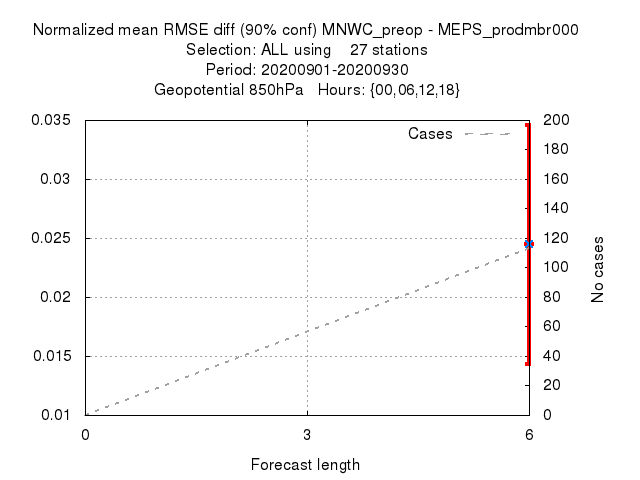 Normalized mean RMSE diff (90% conf) MNWC_preop - MEPS_prodmbr000
Selection: ALL using    27 stations
Period: 20200901-20200930
Geopotential 850hPa   Hours: {00,06,12,18}
Cases
0.035
0.03
0.025
0.02
0.015
0.01
200
180
160
140
120
100
80
60
40
20
0
No cases
0
3
6
Forecast length